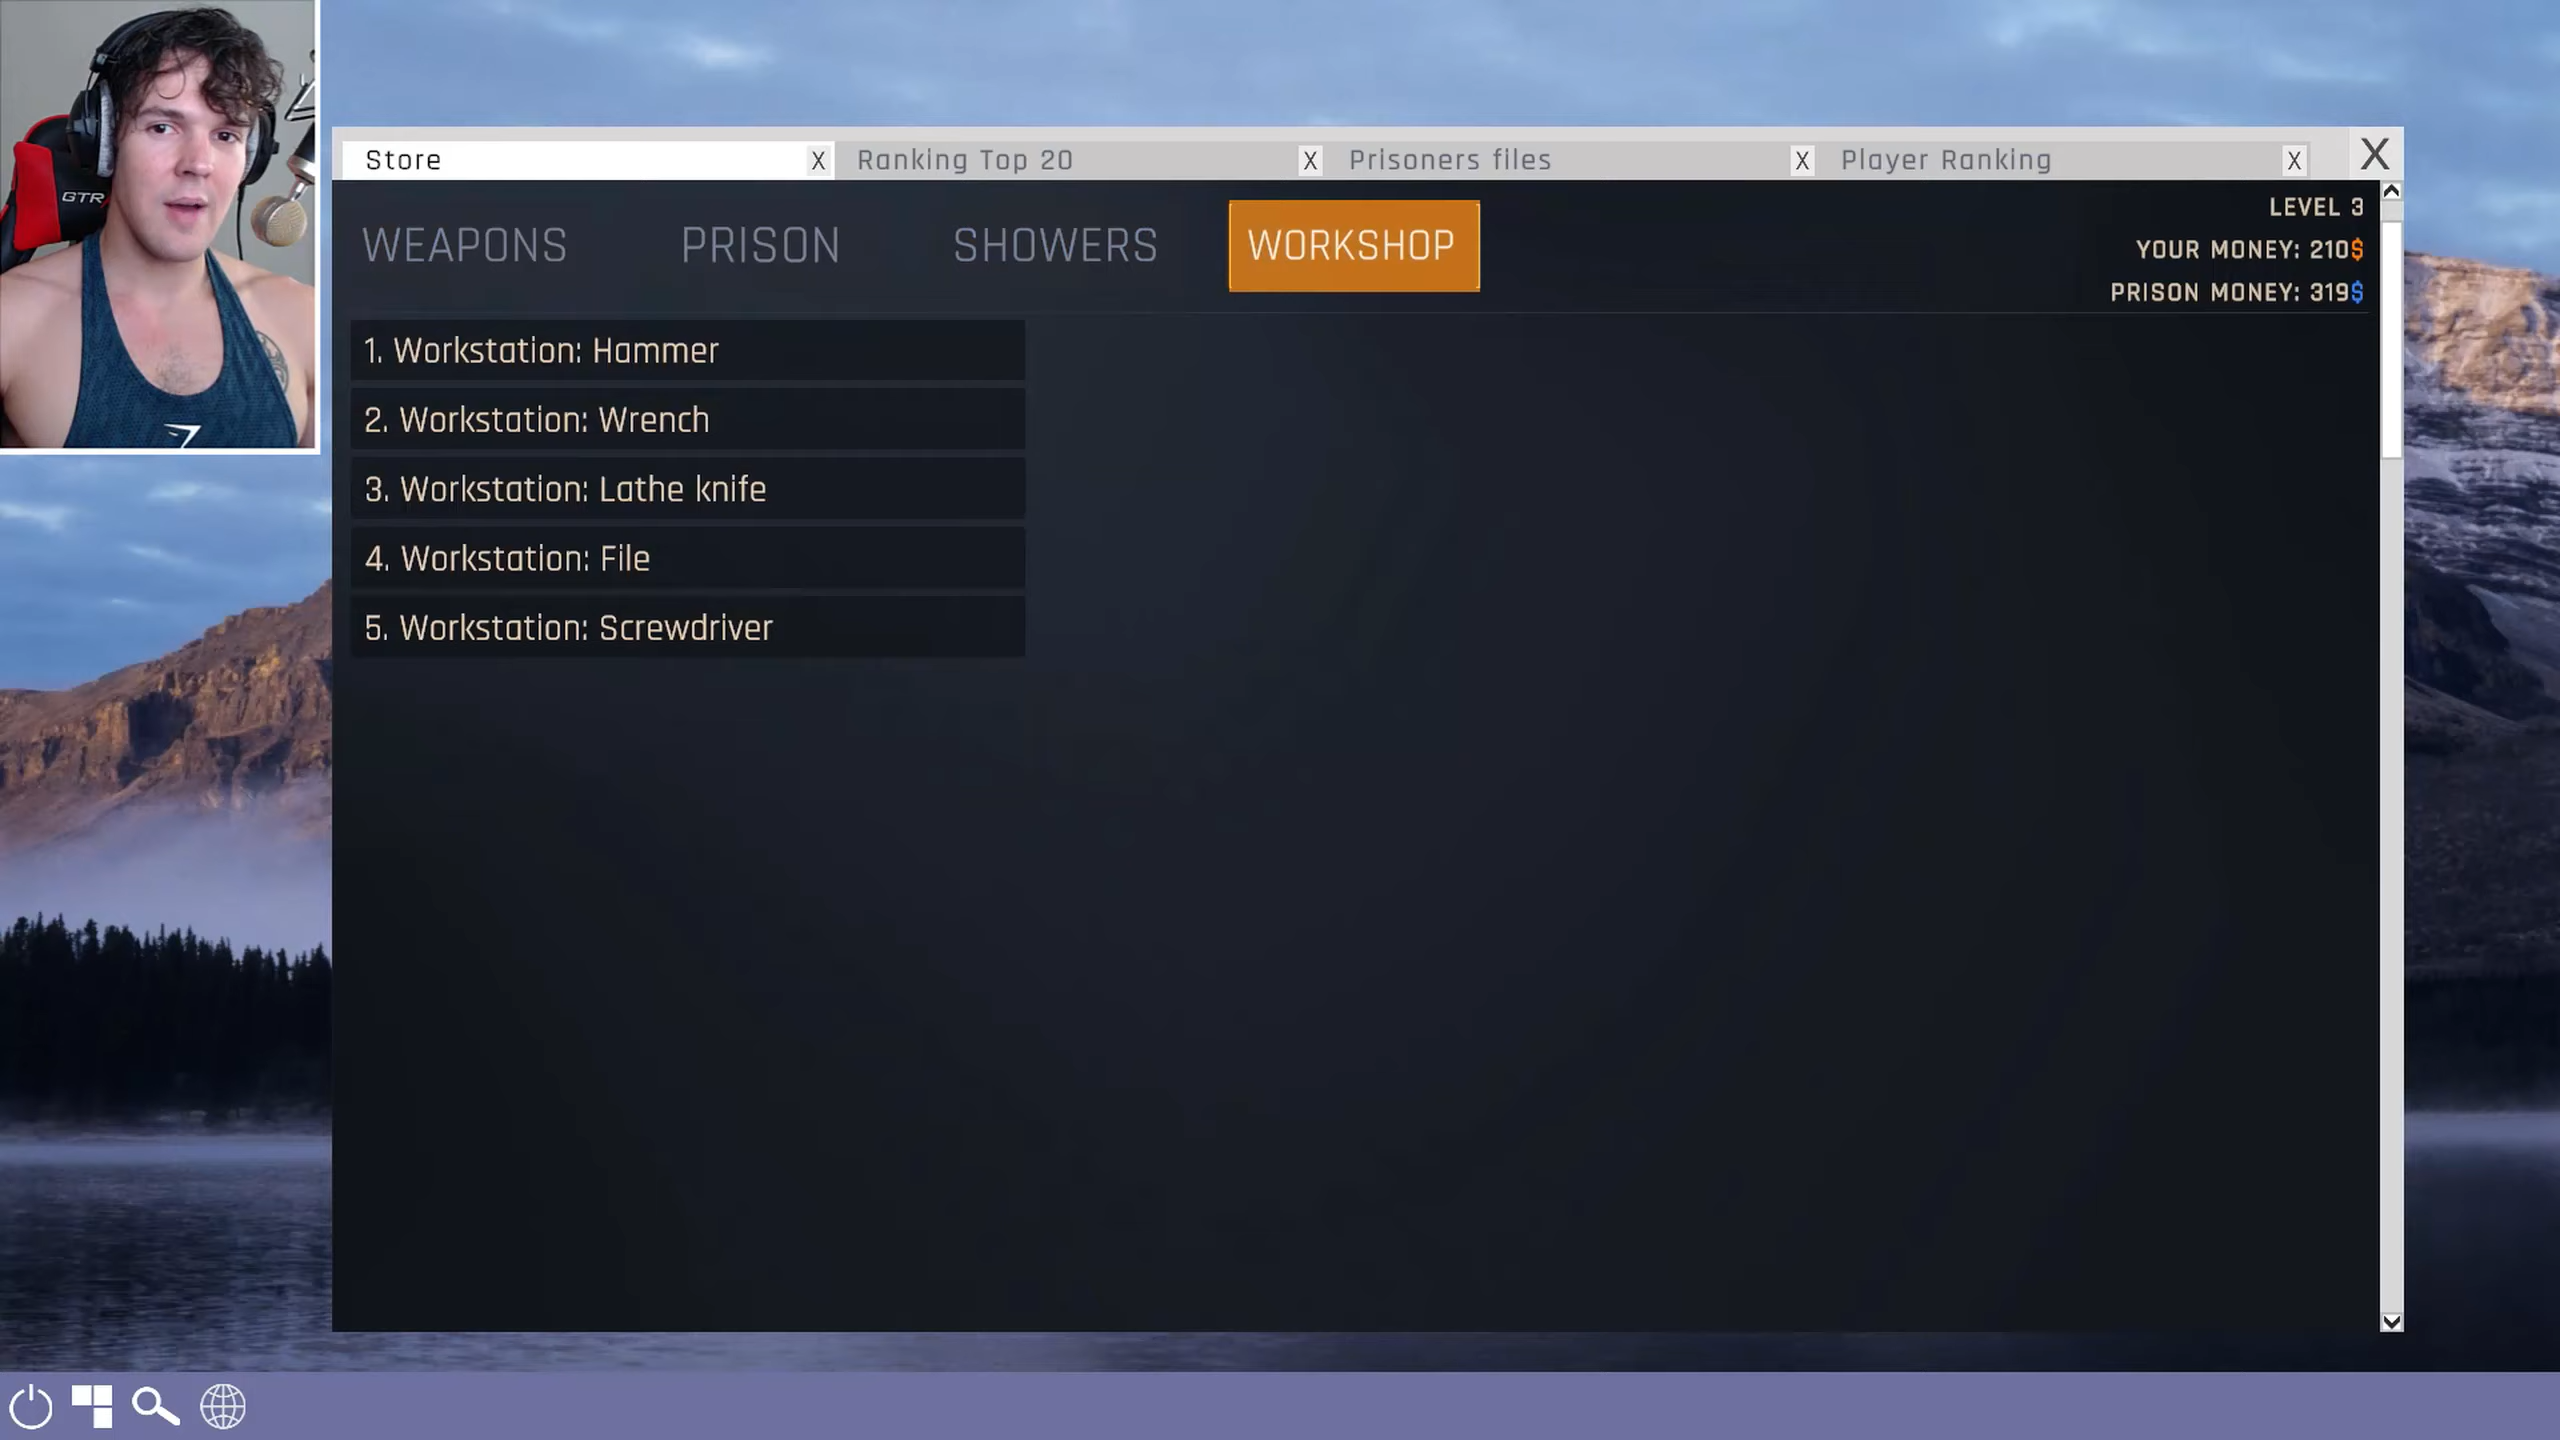 GTR
Store X Ranking Top 20 X Prisoners files X Player Ranking X X
WEAPONS PRISON SHOWERS WORKSHOP
LEVEL 3
YOUR MONEY: 210$
PRISON MONEY: 319$
1. Workstation: Hammer
2. Workstation: Wrench
3. Workstation: Lathe knife
4. Workstation: File
5. Workstation: Screwdriver